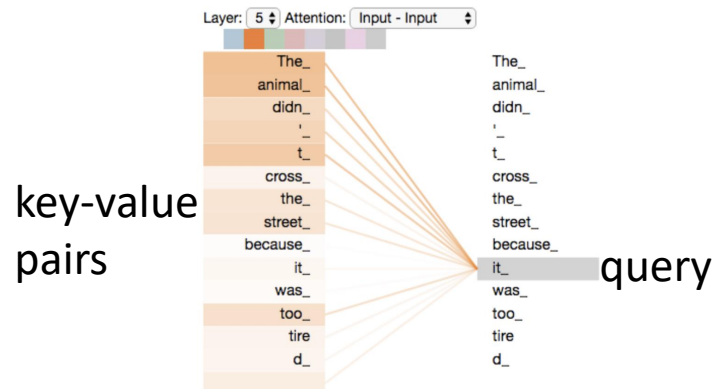 Layer: 5 Attention: Input - Input
The_ The_
animal_ animal_
didn_ didn_
'_ '_
t_ t_
cross_ cross_
the_ the_
street_ street_
because_ because_
it_ it_
was_ was_
too_ too_
tire tire
d_ d_
key-value
pairs
query